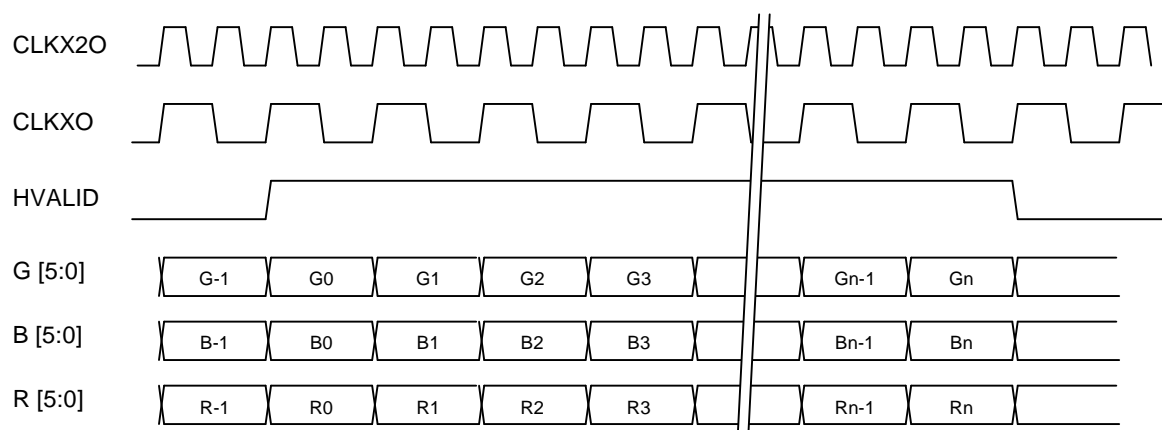 CLKX2O
CLKXO
HVALID
G [5:0] G-1 G0 G1 G2 G3 Gn-1 Gn
B [5:0] B-1 B0 B1 B2 B3 Bn-1 Bn
R [5:0] R-1 R0 R1 R2 R3 Rn-1 Rn